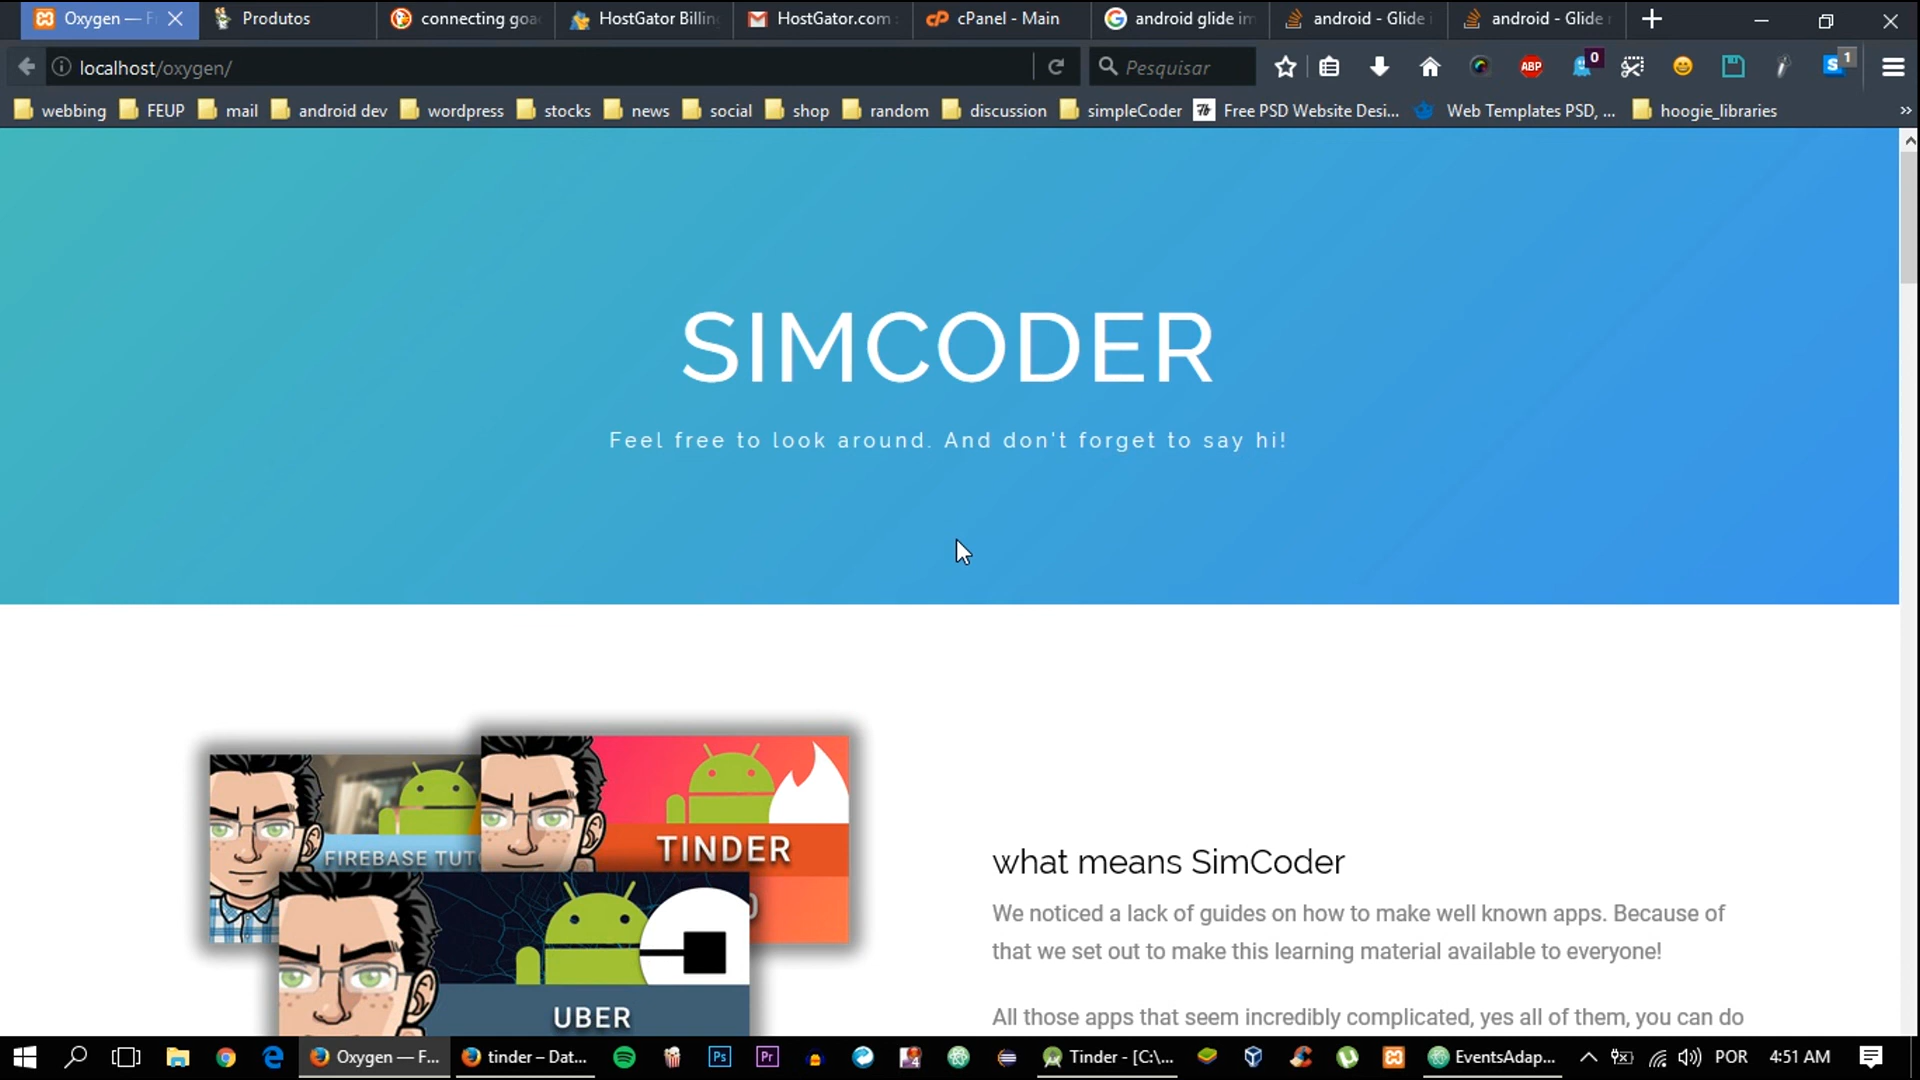 Oxygen — F
Produtos
connecting goa
HostGator Billin
HostGator.com
cPanel - Main
android glide im
android - Glide i
android - Glide
localhost/oxygen/
Pesquisar
ABP
0
S
1
webbing
FEUP
mail
android dev
wordpress
stocks
news
social
shop
random
discussion
simpleCoder
Free PSD Website Desi...
Web Templates PSD, ...
hoogie_libraries
SIMCODER
Feel free to look around. And don't forget to say hi!
FIREBASE TUT
TINDER
UBER
what means SimCoder
We noticed a lack of guides on how to make well known apps. Because of
that we set out to make this learning material available to everyone!
All those apps that seem incredibly complicated, yes all of them, you can do
Oxygen — F...
tinder – Dat...
Ps
Pr
Tinder - [C:\...
EventsAdap...
POR
4:51 AM